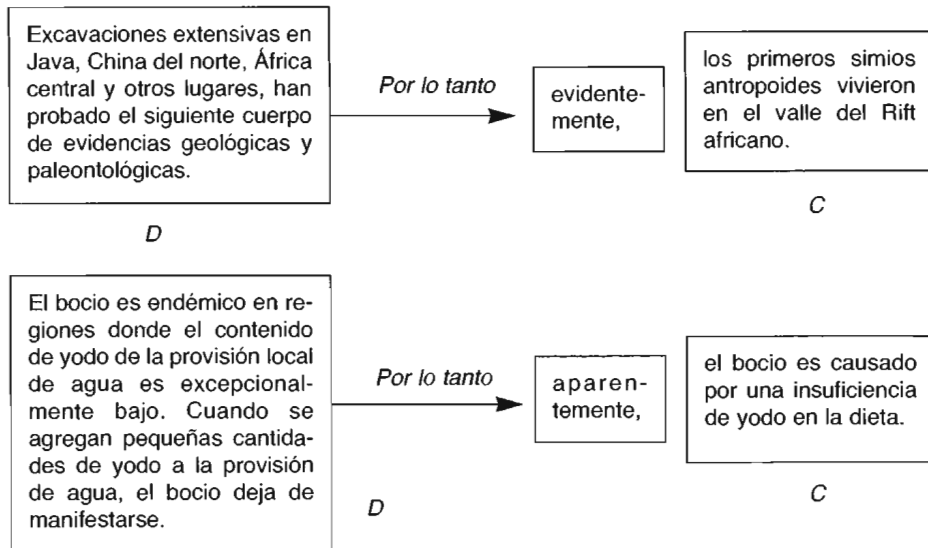 Excavaciones extensivas en
Java, China del norte, África
central y otros lugares, han
probado el siguiente cuerpo
de evidencias geológicas y
paleontológicas.
D
Por lo tanto
evidente-
mente,
los primeros simios
antropoides vivieron
en el valle del Rift
africano.
C
El bocio es endémico en re-
giones donde el contenido
de yodo de la provisión local
de agua es excepcional-
mente bajo. Cuando se
agregan pequeñas cantida-
des de yodo a la provisión
de agua, el bocio deja de
manifestarse.
D
Por lo tanto
aparen-
temente,
el bocio es causado
por una insuficiencia
de yodo en la dieta.
C